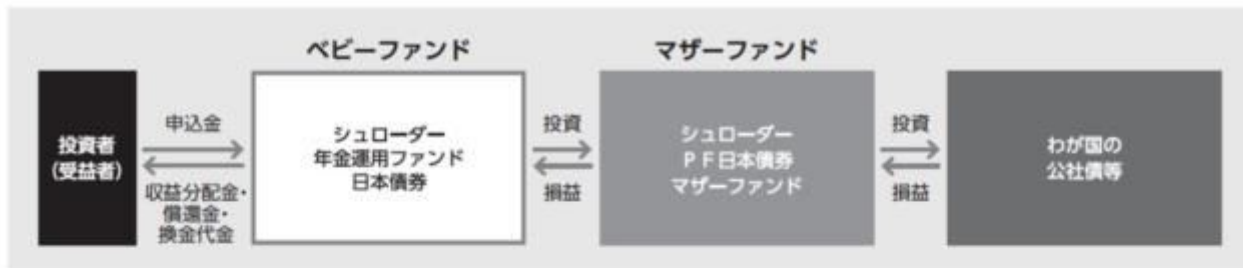 ベビーファンド
マザーファンド
投資者
(受益者)
申込金
収益分配金・
償還金・
換金代金
シュローダー
年金運用ファンド
日本債券
投資
損益
シュローダー
PF日本債券
マザーファンド
投資
損益
わが国の
公社債等